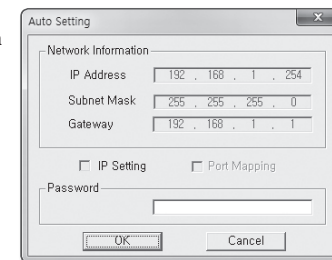 Auto Setting
Network Information
IP Address 192 . 168 . 1 . 254
Subnet Mask 255 . 255 . 255 . 0
Gateway 192 . 168 . 1 . 1
IP Setting Port Mapping
Password
OK Cancel